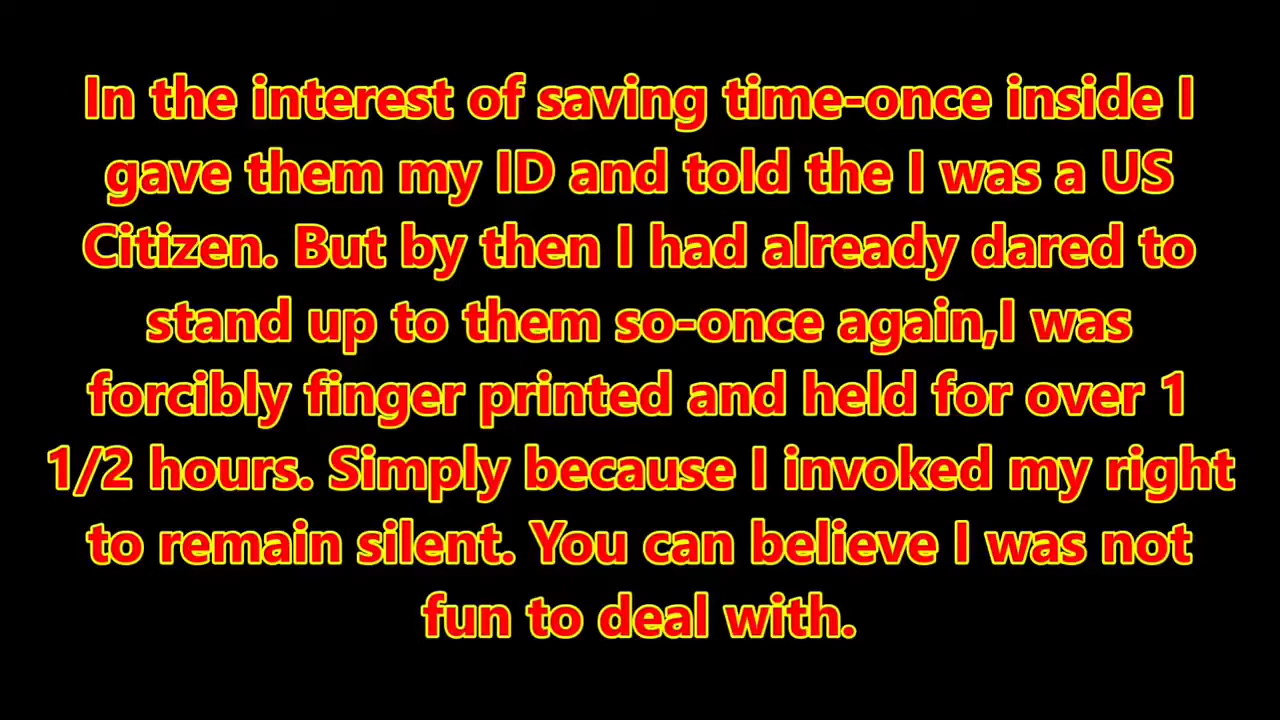 In the interest of saving time-once inside I
gave them my ID and told the I was a US
Citizen. But by then I had already dared to
stand up to them so-once again,I was
forcibly finger printed and held for over 1
1/2 hours. Simply because I invoked my right
to remain silent. You can believe I was not
fun to deal with.